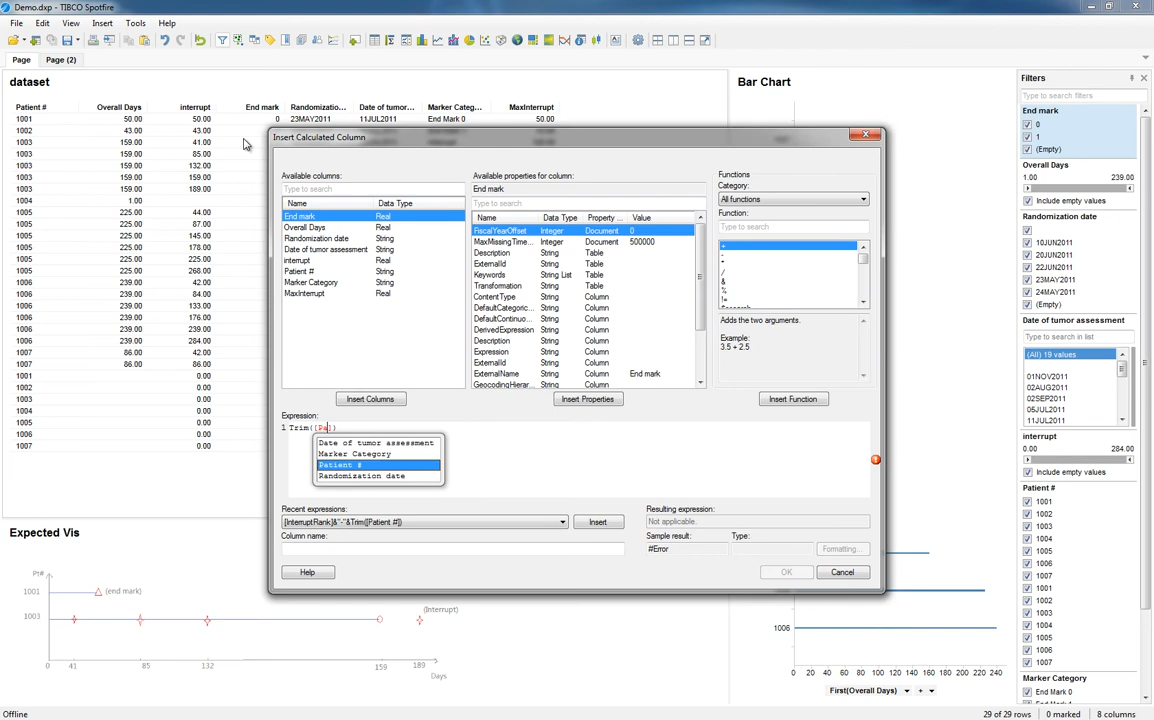 Demo.dxp - TIBCO Spotfire
File Edit View Insert Tools Help
Page Page (2)
dataset
Patient # Overall Days interrupt End mark Randomizatio... Date of tumor... Marker Categ... MaxInterrupt
1001 50.00 50.00 0 23MAY2011 11JUL2011 End Mark 0 50.00
1002 43.00 43.00
1003 159.00 41.00
1003 159.00 85.00
1003 159.00 132.00
1003 159.00 159.00
1003 159.00 189.00
1004 1.00
1005 225.00 44.00
1005 225.00 87.00
1005 225.00 145.00
1005 225.00 178.00
1005 225.00 225.00
1005 225.00 268.00
1006 239.00 42.00
1006 239.00 84.00
1006 239.00 133.00
1006 239.00 176.00
1006 239.00 239.00
1006 239.00 284.00
1007 86.00 42.00
1007 86.00 86.00
1001 0.00
1002 0.00
1003 0.00
1004 0.00
1005 0.00
1006 0.00
1007 0.00
Expected Vis
Pt#
1001 (end mark)
1003 (Interrupt)
0 41 85 132 159 189
Days
Insert Calculated Column
Available columns:
Type to search
Name Data Type
End mark Real
Overall Days Real
Randomization date String
Date of tumor assessment String
interrupt Real
Patient # String
Marker Category String
MaxInterrupt Real
Insert Columns
Available properties for column:
End mark
Type to search
Name Data Type Property ... Value
FiscalYearOffset Integer Document 0
MaxMissingTime... Integer Document 500000
Description String Table
ExternalId String Table
Keywords String List Table
Transformation String Table
ContentType String Column
DefaultCategoric... String Column
DefaultContinuo... String Column
DerivedExpression String Column
Description String Column
Expression String Column
ExternalId String Column
ExternalName String Column End mark
GeocodingHierar... String Column
Insert Properties
Functions
Category:
All functions
Function:
Type to search
+
-
*
/
&
%
!=
Adds the two arguments.
Example:
3.5 + 2.5
Insert Function
Expression:
1 Trim([Pa])
Date of tumor assessment
Marker Category
Patient #
Randomization date
Recent expressions:
[InterruptRank]&"-"&Trim([Patient #])
Insert
Column name:
Resulting expression:
Not applicable.
Sample result: Type:
#Error
Formatting...
Help OK Cancel
Bar Chart
1006
0 20 40 60 80 100 120 140 160 180 200 220 240
First(Overall Days) +
Filters
Type to search filters
End mark
0
1
(Empty)
Overall Days
1.00 239.00
Include empty values
Randomization date
10JUN2011
20JUN2011
22JUN2011
23MAY2011
24MAY2011
(Empty)
Date of tumor assessment
Type to search in list
(All) 19 values
01NOV2011
02AUG2011
02SEP2011
05JUL2011
11JUL2011
interrupt
0.00 284.00
Include empty values
Patient #
1001
1002
1003
1004
1005
1006
1007
1001
1002
1003
1004
1005
1006
1007
Marker Category
End Mark 0
Offline 29 of 29 rows 0 marked 8 columns